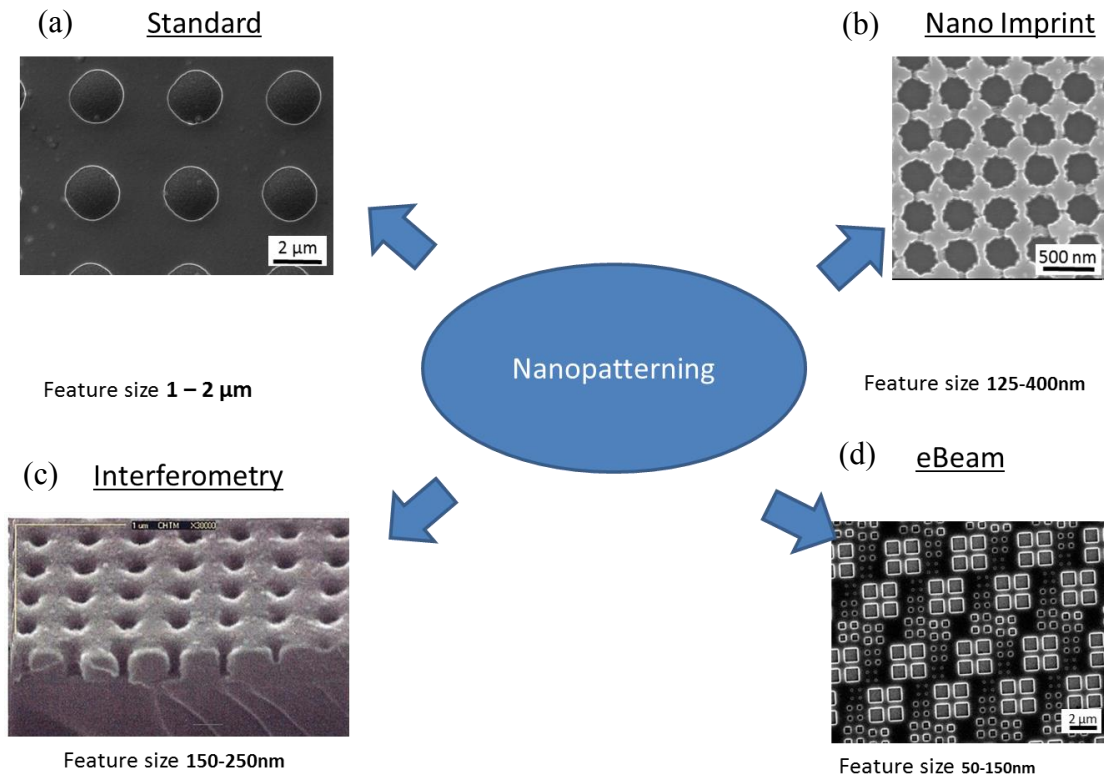 (a) Standard
(b) Nano Imprint
2 μm
500 nm
Nanopatterning
Feature size 1 – 2 μm
Feature size 125-400nm
(c) Interferometry
(d) eBeam
1 um CHTM X30000
2 μm
Feature size 150-250nm
Feature size 50-150nm